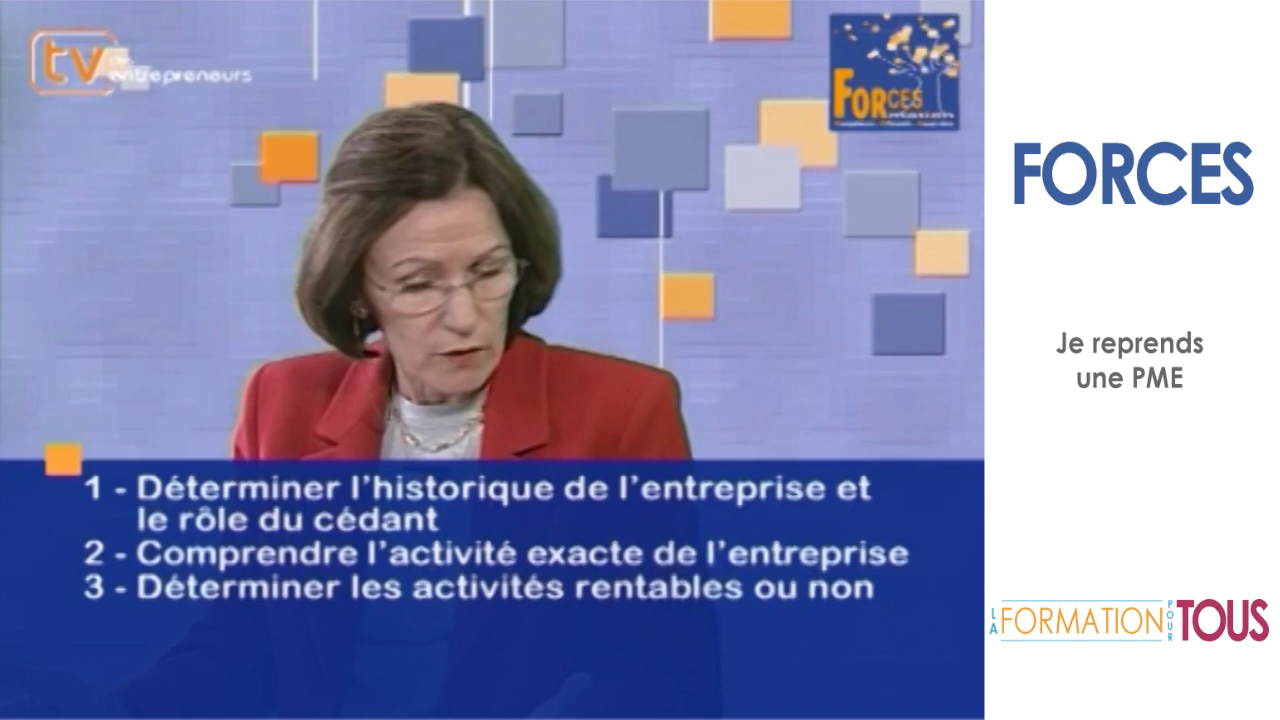 tv
entrepreneurs
FORCES
FORMATION
FORCES
Je reprends
une PME
1 - Déterminer l'historique de l'entreprise et
le rôle du cédant
2 - Comprendre l'activité exacte de l'entreprise
3 - Déterminer les activités rentables ou non
LA FORMATION POUR TOUS